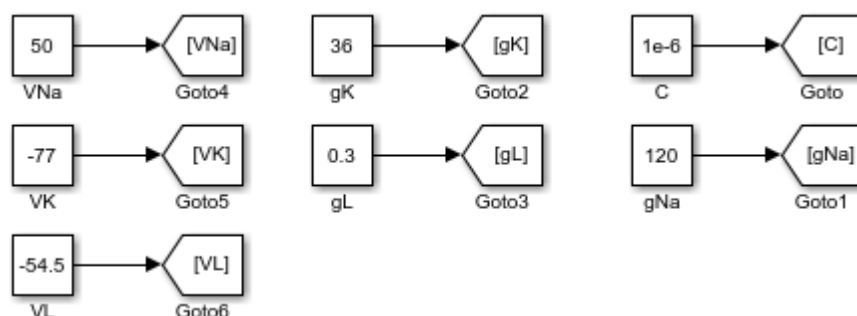 50 [VNa] 36 [gK] 1e-6 [C]
VNa Goto4 gK Goto2 C Goto
-77 [VK] 0.3 [gL] 120 [gNa]
VK Goto5 gL Goto3 gNa Goto1
-54.5 [VL]
VL Goto6